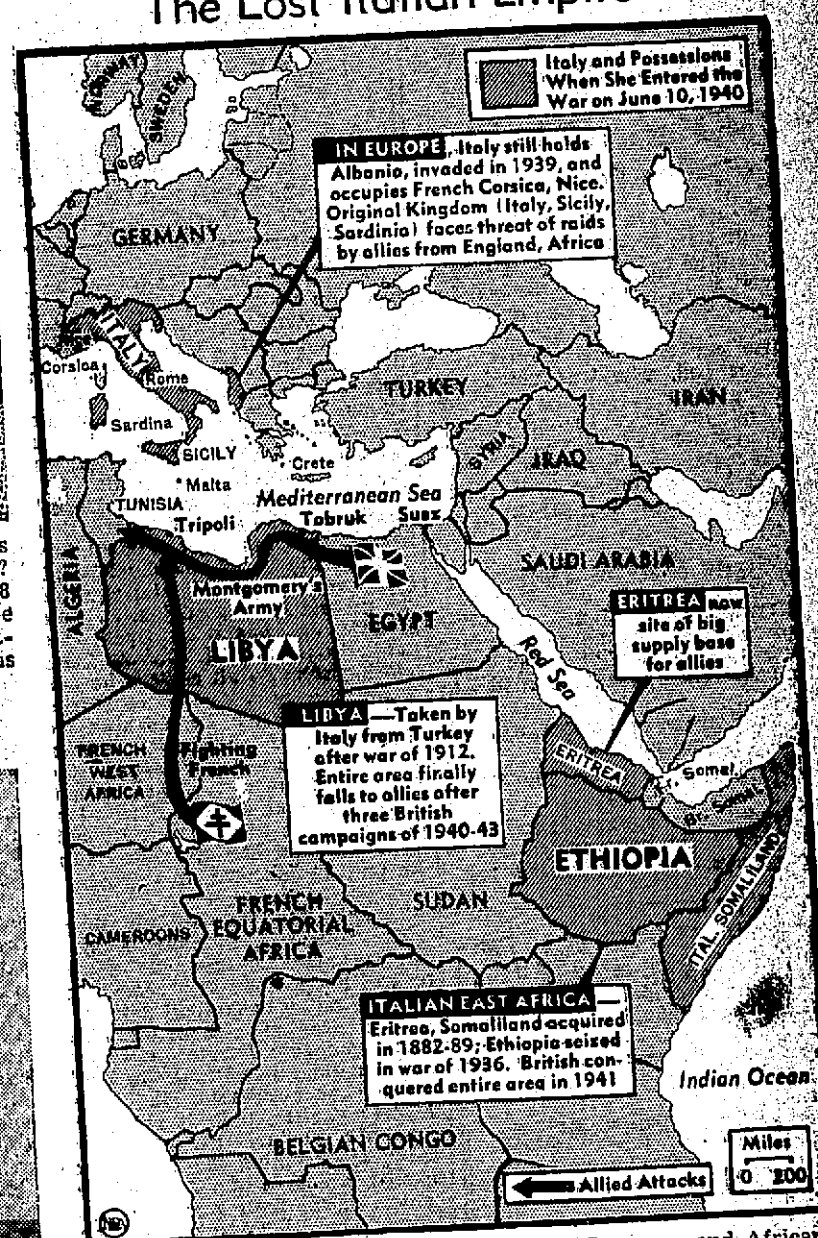 The Lost Italian Empire
Italy and Possessions
When She Entered the
War on June 10, 1940
NORWAY
SWEDEN
IN EUROPE, Italy still holds
Albania, invaded in 1939, and
occupies French Corsica, Nice.
Original Kingdom (Italy, Sicily,
Sardinia) faces threat of raids
by allies from England, Africa
GERMANY
ITALY
Corsica
Rome
Sardina
TURKEY
IRAN
SYRIA
IRAQ
SICILY
Crete
Malta
Mediterranean Sea
TUNISIA
Tripoli
Tobruk
Suez
ALGERIA
Montgomery's
Army
LIBYA
EGYPT
SAUDI ARABIA
Red Sea
ERITREA now
site of big
supply base
for allies
LIBYA—Taken by
Italy from Turkey
after war of 1912.
Entire area finally
falls to allies after
three British
campaigns of 1940-43
FRENCH
WEST
AFRICA
Fighting
French
ERITREA
Fr. Somal.
Br. Somal.
ETHIOPIA
ITAL. SOMALILAND
SUDAN
FRENCH
EQUATORIAL
AFRICA
CAMEROONS
ITALIAN EAST AFRICA—
Eritrea, Somaliland acquired
in 1882-89; Ethiopia seized
in war of 1936. British con-
quered entire area in 1941
Indian Ocean
BELGIAN CONGO
Miles
0 200
Allied Attacks
and African